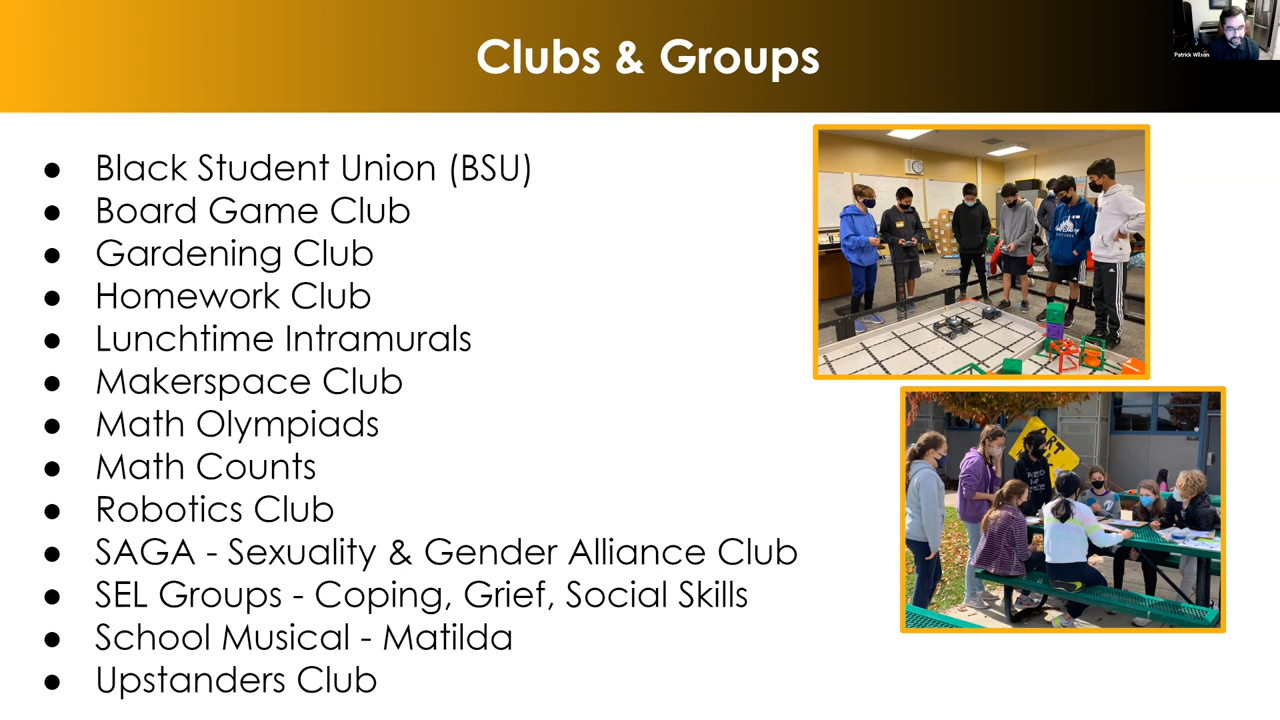 Clubs & Groups
Patrick Wilson
● Black Student Union (BSU)
● Board Game Club
● Gardening Club
● Homework Club
● Lunchtime Intramurals
● Makerspace Club
● Math Olympiads
● Math Counts
● Robotics Club
● SAGA - Sexuality & Gender Alliance Club
● SEL Groups - Coping, Grief, Social Skills
● School Musical - Matilda
● Upstanders Club
ART